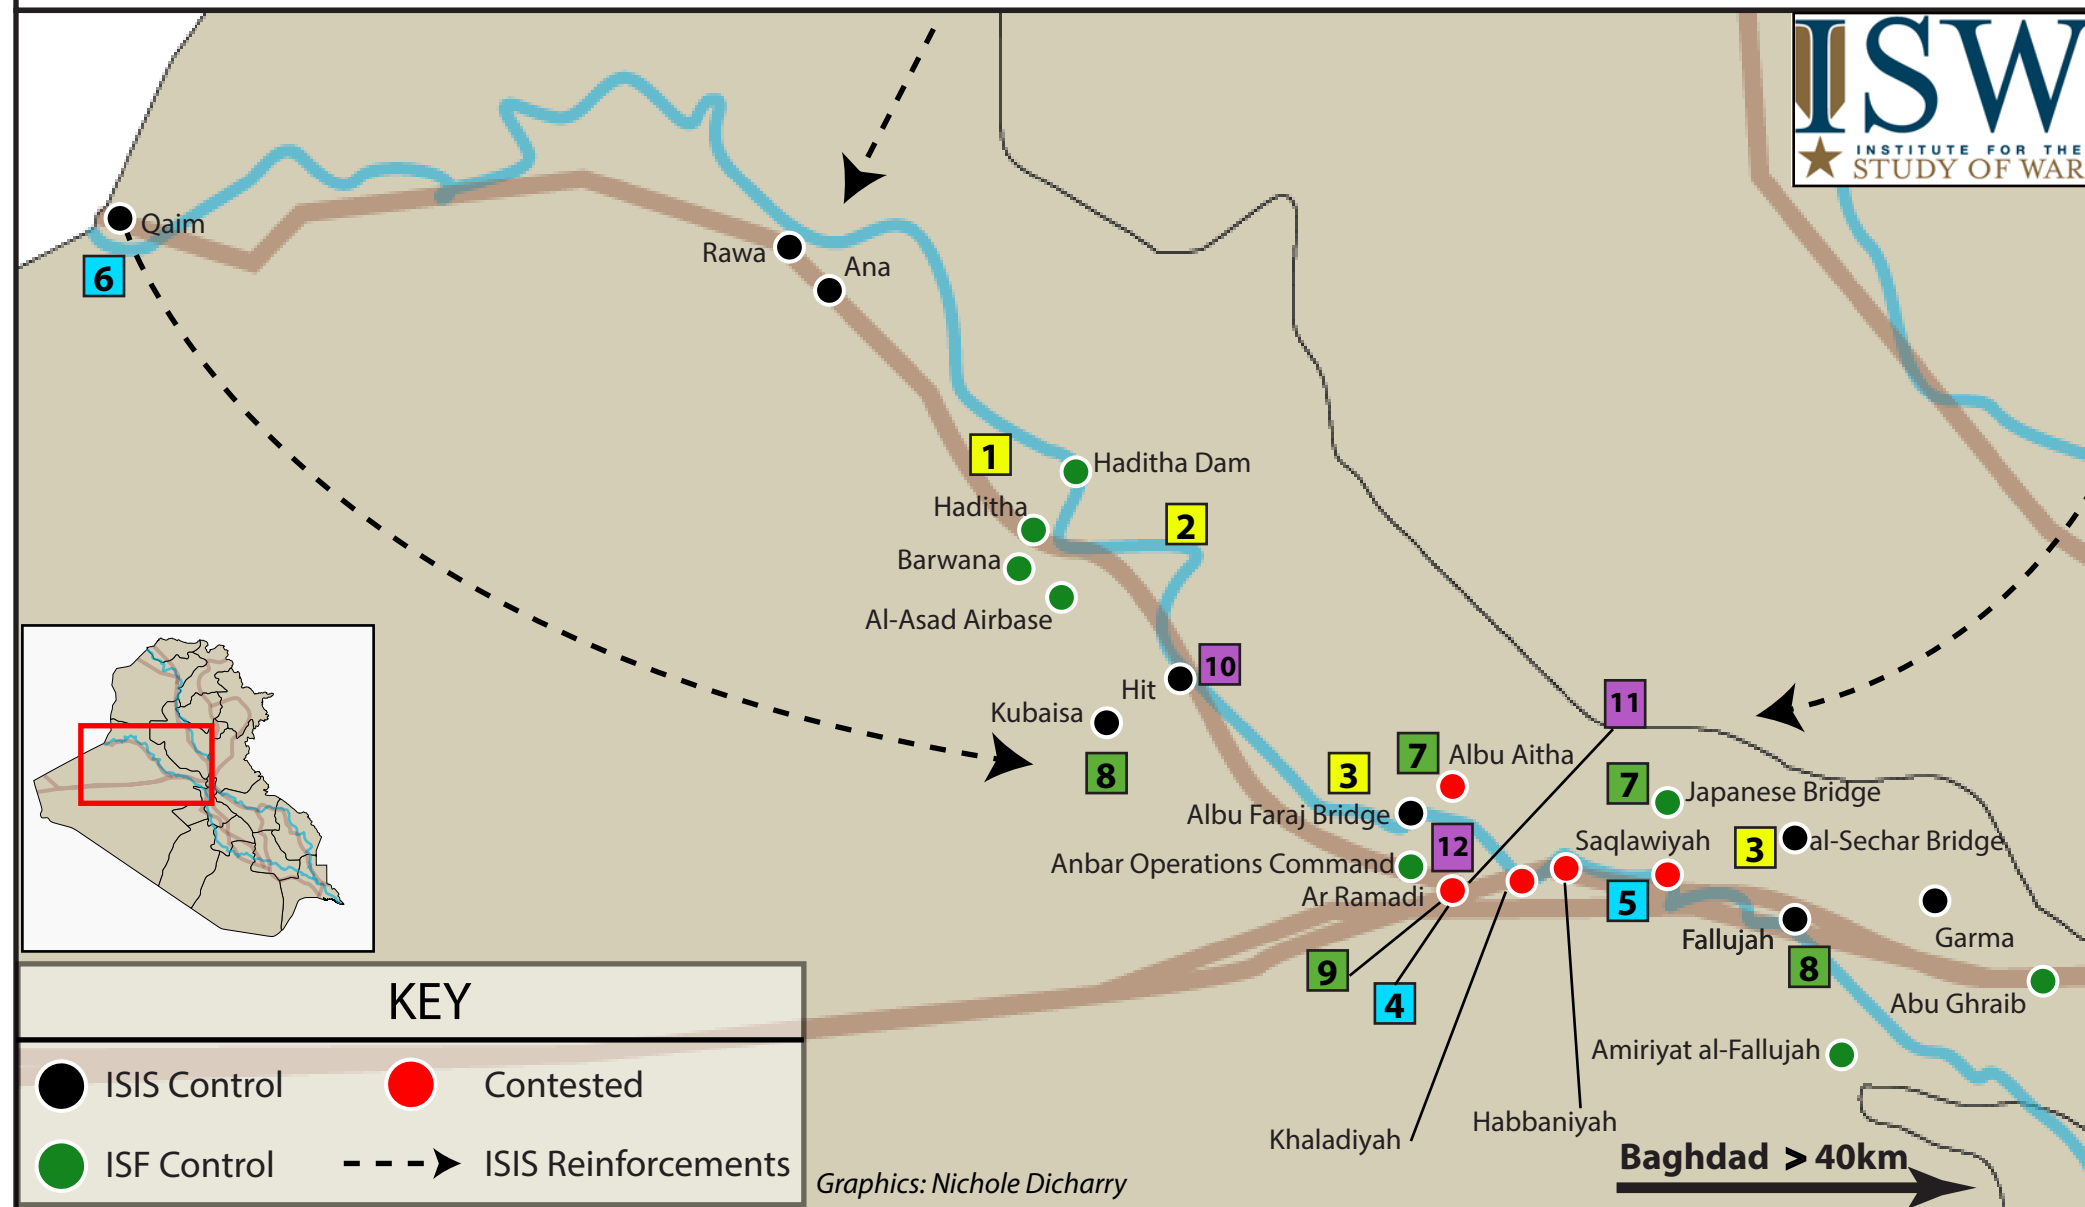 ISW
INSTITUTE FOR THE
STUDY OF WAR
Qaim
6
Rawa
Ana
1
Haditha Dam
Haditha
2
Barwana
Al-Asad Airbase
10
Hit
Kubaisa
8
11
7
Albu Aitha
3
7
Japanese Bridge
Albu Faraj Bridge
12
Saqlawiyah
3
al-Sechar Bridge
Anbar Operations Command
Ar Ramadi
5
Fallujah
Garma
9
8
4
Abu Ghraib
Amiriyat al-Fallujah
Habbaniyah
Khaladiyah
Baghdad > 40km
KEY
ISIS Control
Contested
ISF Control
ISIS Reinforcements
Graphics: Nichole Dicharry